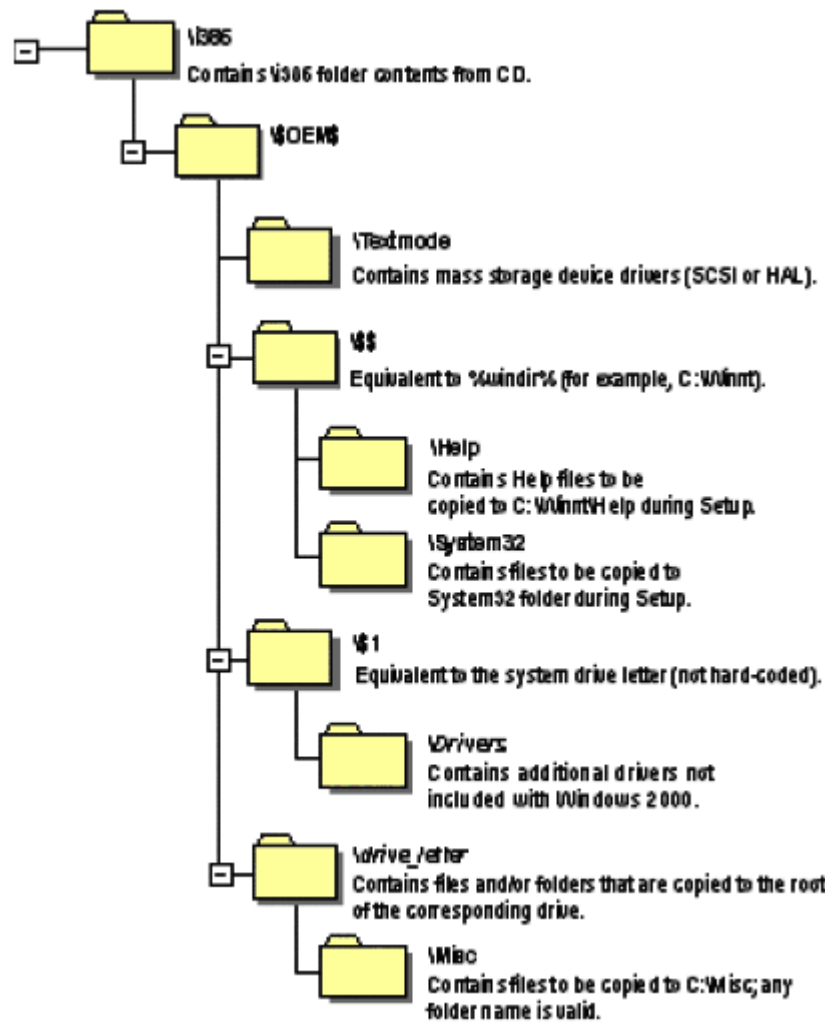 \i386
Contains \i386 folder contents from CD.
\$OEM$
\Textmode
Contains mass storage device drivers (SCSI or HAL).
\$$
Equivalent to %windir% (for example, C:\Winnt).
\Help
Contains Help files to be
copied to C:\Winnt\Help during Setup.
\System32
Contains files to be copied to
System32 folder during Setup.
\$1
Equivalent to the system drive letter (not hard-coded).
\Drivers
Contains additional drivers not
included with Windows 2000.
\drive_letter
Contains files and/or folders that are copied to the root
of the corresponding drive.
\Misc
Contains files to be copied to C:\Misc; any
folder name is valid.